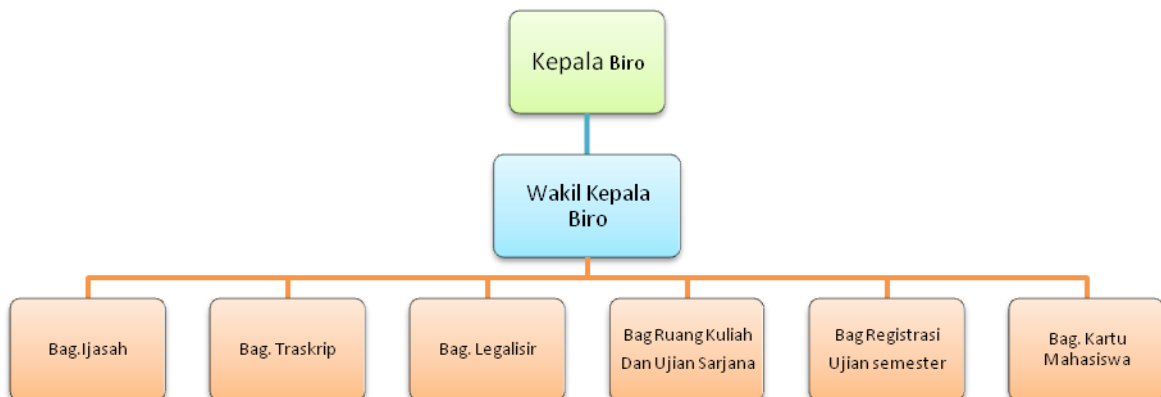 Kepala Biro
Wakil Kepala
Biro
Bag.Ijasah
Bag. Traskrip
Bag. Legalisir
Bag Ruang Kuliah
Dan Ujian Sarjana
Bag Registrasi
Ujian semester
Bag. Kartu
Mahasiswa